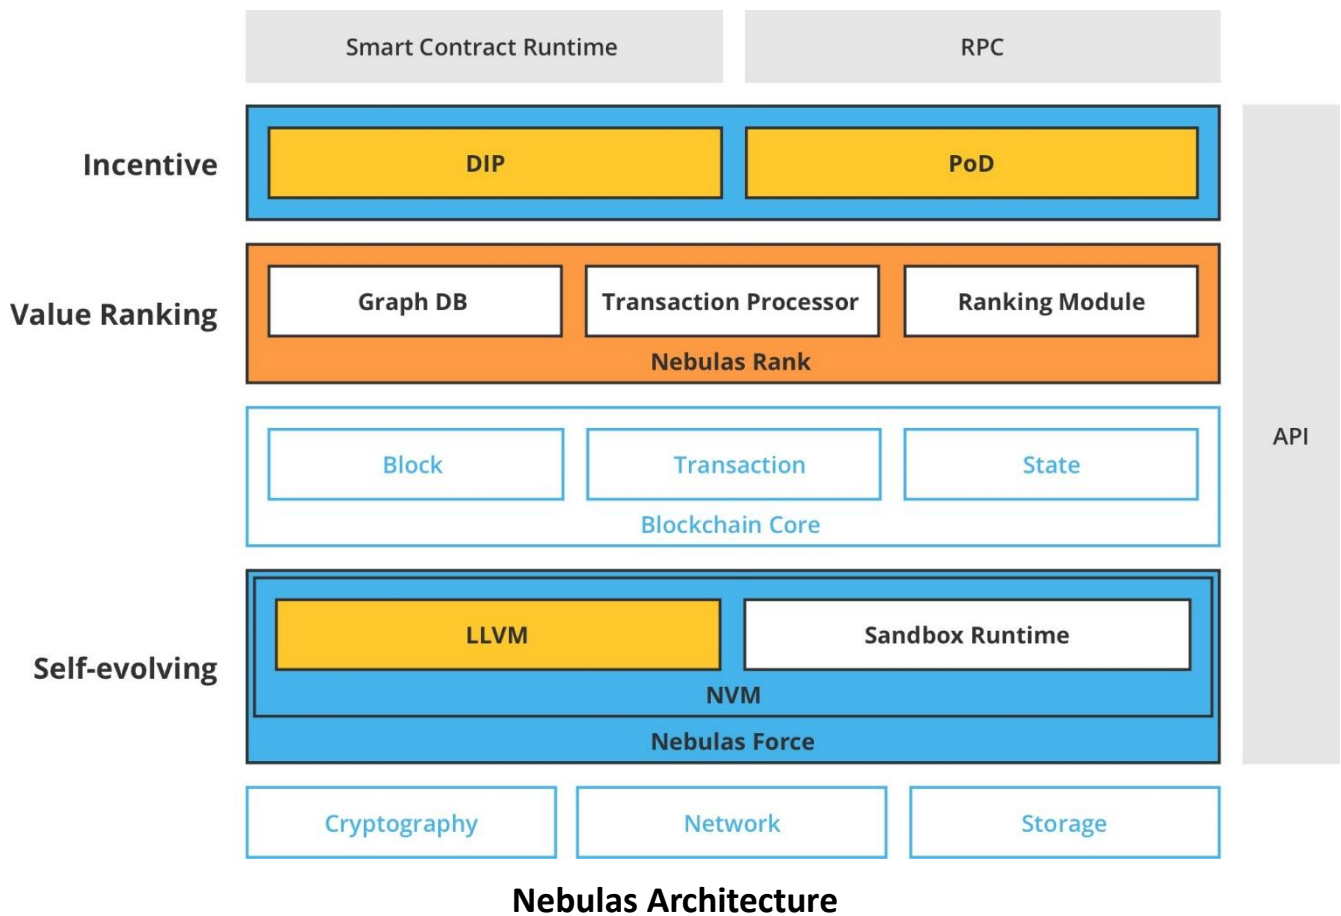 Smart Contract Runtime
RPC
Incentive
DIP
PoD
Value Ranking
Graph DB
Transaction Processor
Ranking Module
Nebulas Rank
API
Block
Transaction
State
Blockchain Core
Self-evolving
LLVM
Sandbox Runtime
NVM
Nebulas Force
Cryptography
Network
Storage
Nebulas Architecture